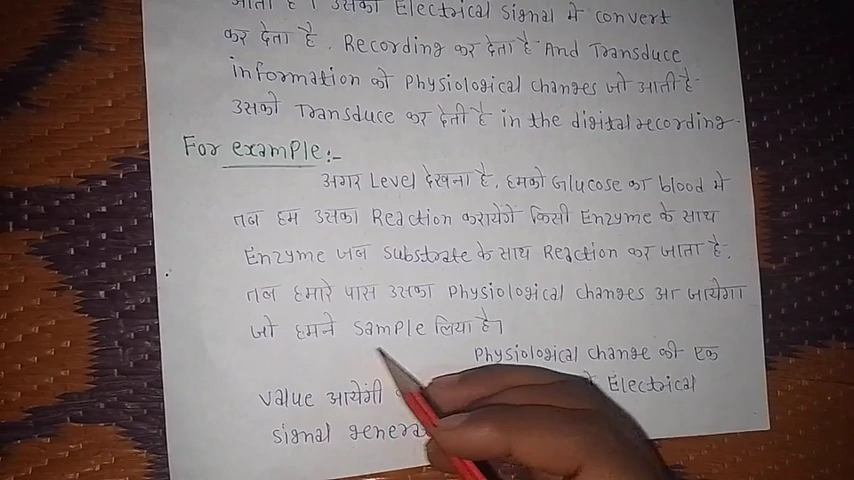 जाता है । उसको Electrical Signal में convert
कर देता है. Recording कर देता है And Transduce
information को Physiological changes जो आती है
उसको Transduce कर देती है in the digital recording.
For example:-
अगर Level देखना है. हमको Glucose का blood में
तब हम उसका Reaction करायेगें किसी Enzyme के साथ
Enzyme जब substrate के साथ Reaction कर जाता है.
तब हमारे पास उसका Physiological changes आ जायेगा
जो हमने Sample लिया है।
Physiological change की एक
value आयेगी Electrical
signal